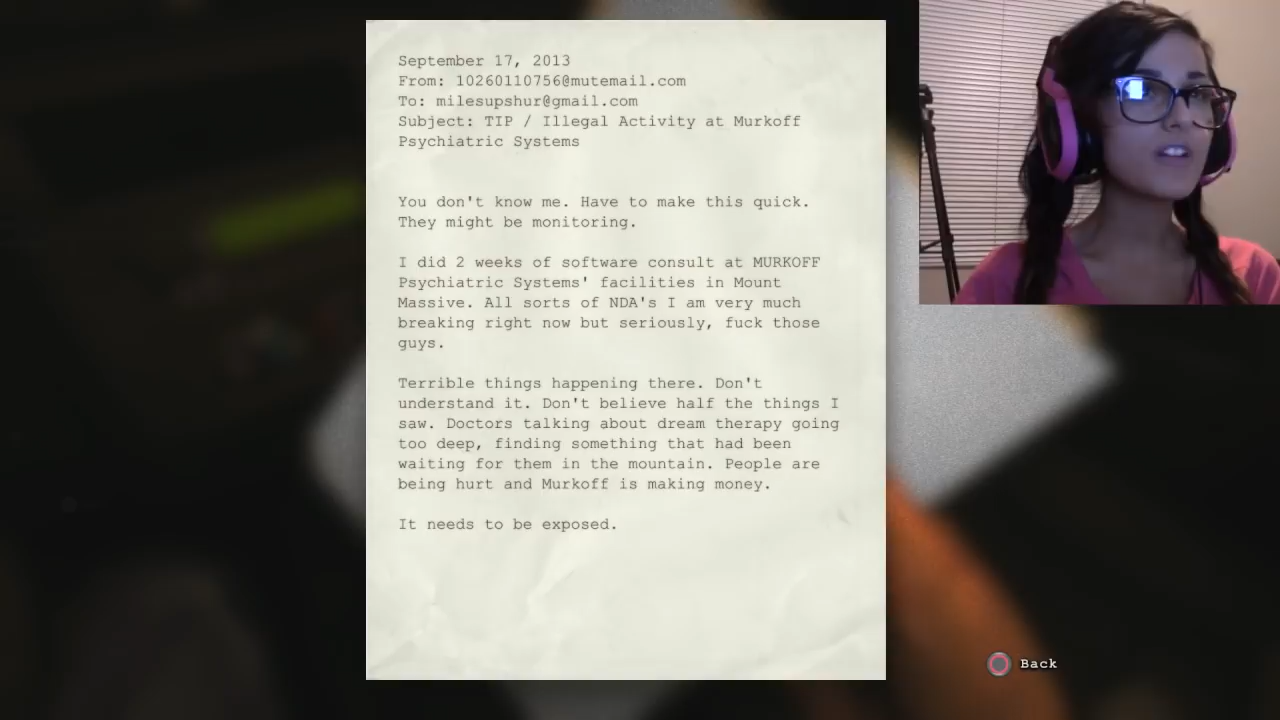 September 17, 2013
From: 10260110756@mutemail.com
To: milesupshur@gmail.com
Subject: TIP / Illegal Activity at Murkoff
Psychiatric Systems
You don't know me. Have to make this quick.
They might be monitoring.
I did 2 weeks of software consult at MURKOFF
Psychiatric Systems' facilities in Mount
Massive. All sorts of NDA's I am very much
breaking right now but seriously, fuck those
guys.
Terrible things happening there. Don't
understand it. Don't believe half the things I
saw. Doctors talking about dream therapy going
too deep, finding something that had been
waiting for them in the mountain. People are
being hurt and Murkoff is making money.
It needs to be exposed.
Back